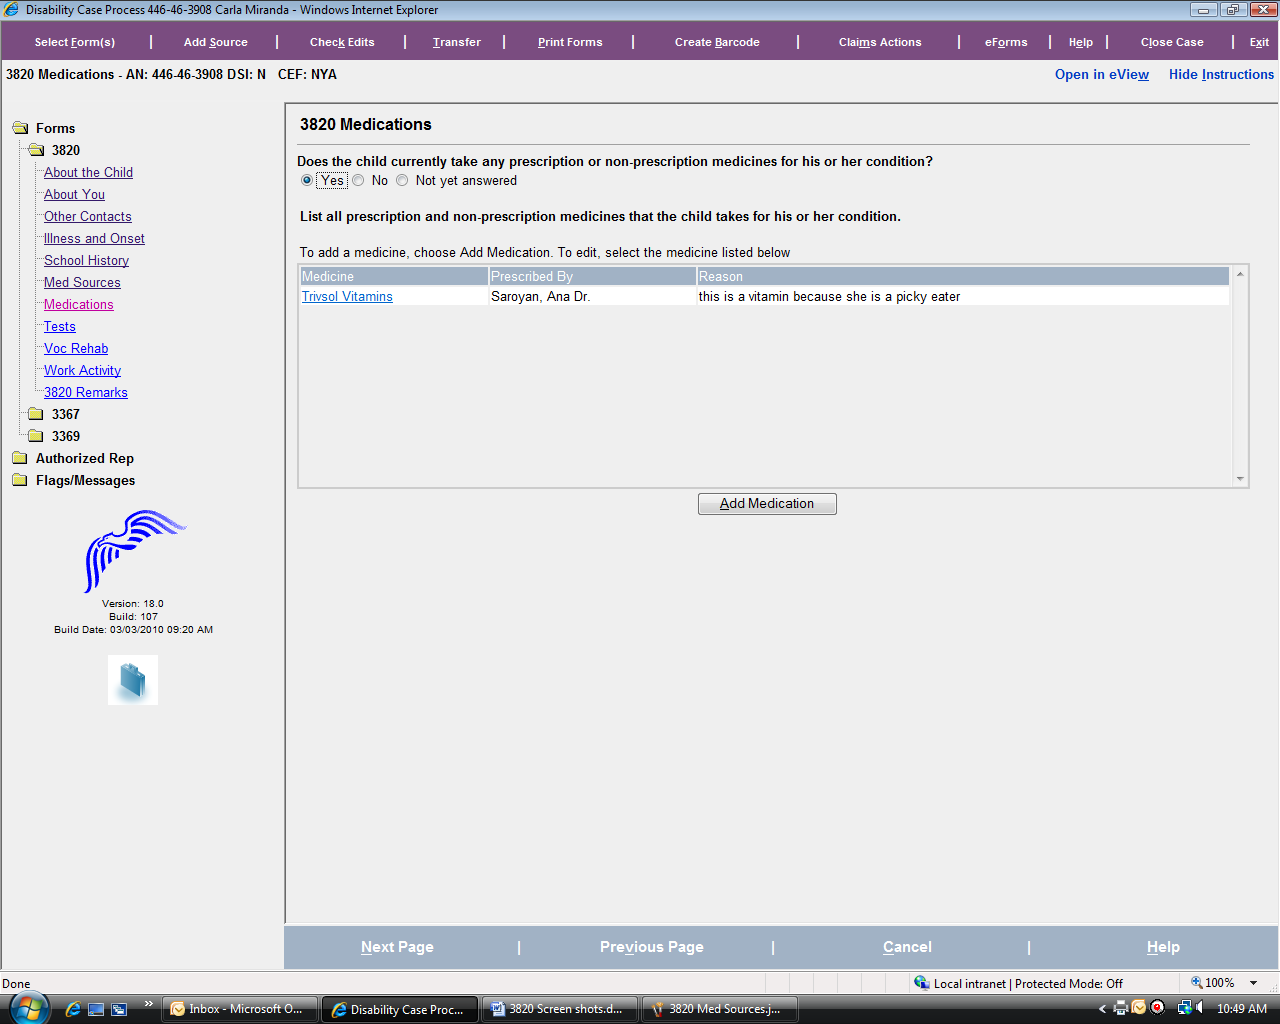 Disability Case Process 446-46-3908 Carla Miranda - Windows Internet Explorer
Select Form(s) | Add Source | Check Edits | Transfer | Print Forms | Create Barcode | Claims Actions | eForms | Help | Close Case | Exit
3820 Medications - AN: 446-46-3908 DSI: N CEF: NYA Open in eView Hide Instructions
Forms
3820
About the Child
About You
Other Contacts
Illness and Onset
School History
Med Sources
Medications
Tests
Voc Rehab
Work Activity
3820 Remarks
3367
3369
Authorized Rep
Flags/Messages
Version: 18.0
Build: 107
Build Date: 03/03/2010 09:20 AM
3820 Medications
Does the child currently take any prescription or non-prescription medicines for his or her condition?
Yes No Not yet answered
List all prescription and non-prescription medicines that the child takes for his or her condition.
To add a medicine, choose Add Medication. To edit, select the medicine listed below
Medicine Prescribed By Reason
Trivsol Vitamins Saroyan, Ana Dr. this is a vitamin because she is a picky eater
Add Medication
Next Page | Previous Page | Cancel | Help
Done Local intranet | Protected Mode: Off 100%
Inbox - Microsoft O... Disability Case Proc... 3820 Screen shots.d... 3820 Med Sources.j... 10:49 AM